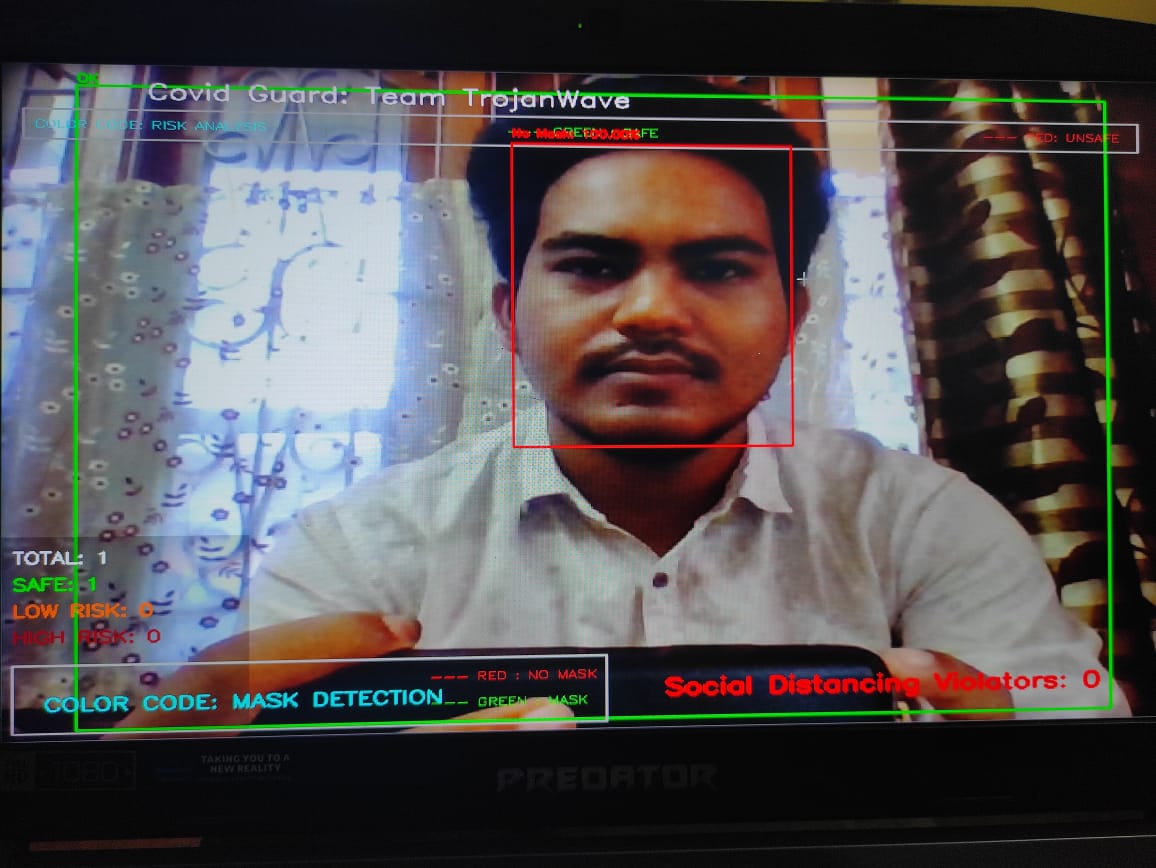 OK
Covid Guard: Team TrojanWave
COLOR CODE: RISK ANALYSIS
No Mask:
GREEN SAFE
--- RED: UNSAFE
TOTAL: 1
SAFE: 1
LOW RISK: 0
HIGH RISK: 0
--- RED : NO MASK
COLOR CODE: MASK DETECTION
--- GREEN MASK
Social Distancing Violators: 0
1080
TAKING YOU TO A
NEW REALITY
PREDATOR